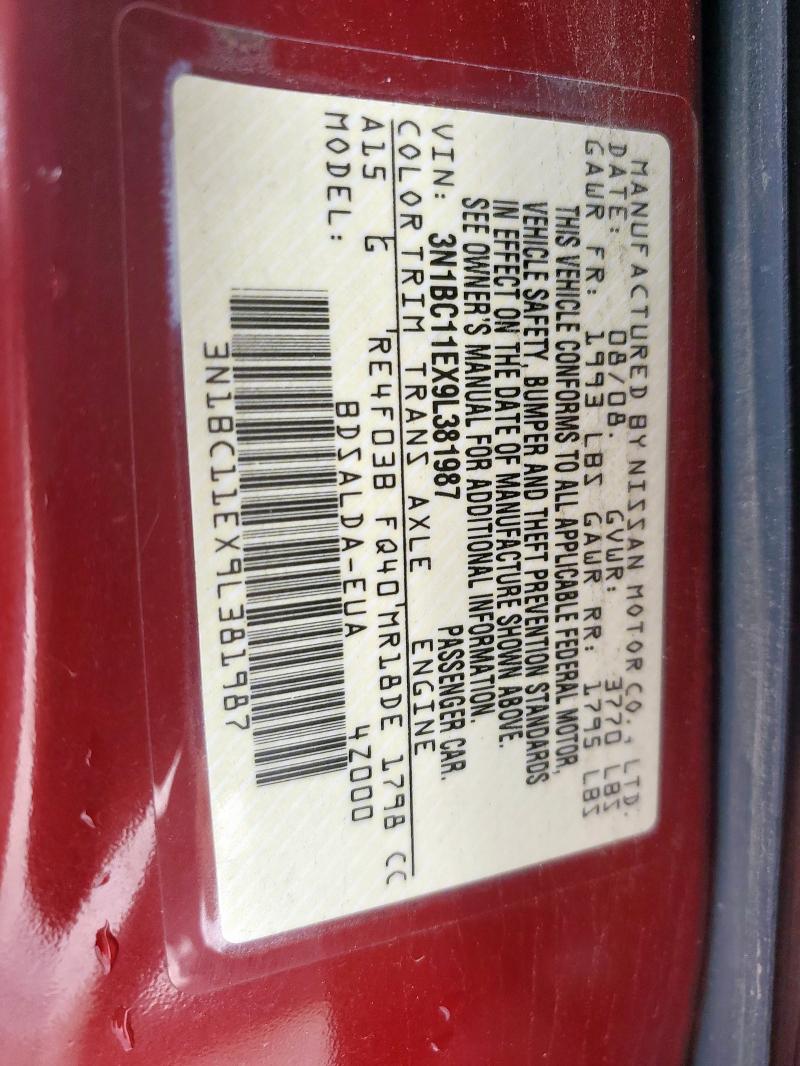 MANUFACTURED BY NISSAN MOTOR CO., LTD.
DATE: 08/08. GVWR: 3770 LBS
GAWR FR: 1993 LBS GAWR RR: 1795 LBS
THIS VEHICLE CONFORMS TO ALL APPLICABLE FEDERAL MOTOR,
VEHICLE SAFETY, BUMPER AND THEFT PREVENTION STANDARDS
IN EFFECT ON THE DATE OF MANUFACTURE SHOWN ABOVE.
SEE OWNER'S MANUAL FOR ADDITIONAL INFORMATION.
VIN: 3N1BC11EX9L381987 PASSENGER CAR.
COLOR TRIM TRANS AXLE ENGINE
A15 G RE4F03B FQ40 MR18DE 1798 CC
MODEL: BDSALDA-EUA 4Z000
3N1BC11EX9L381987